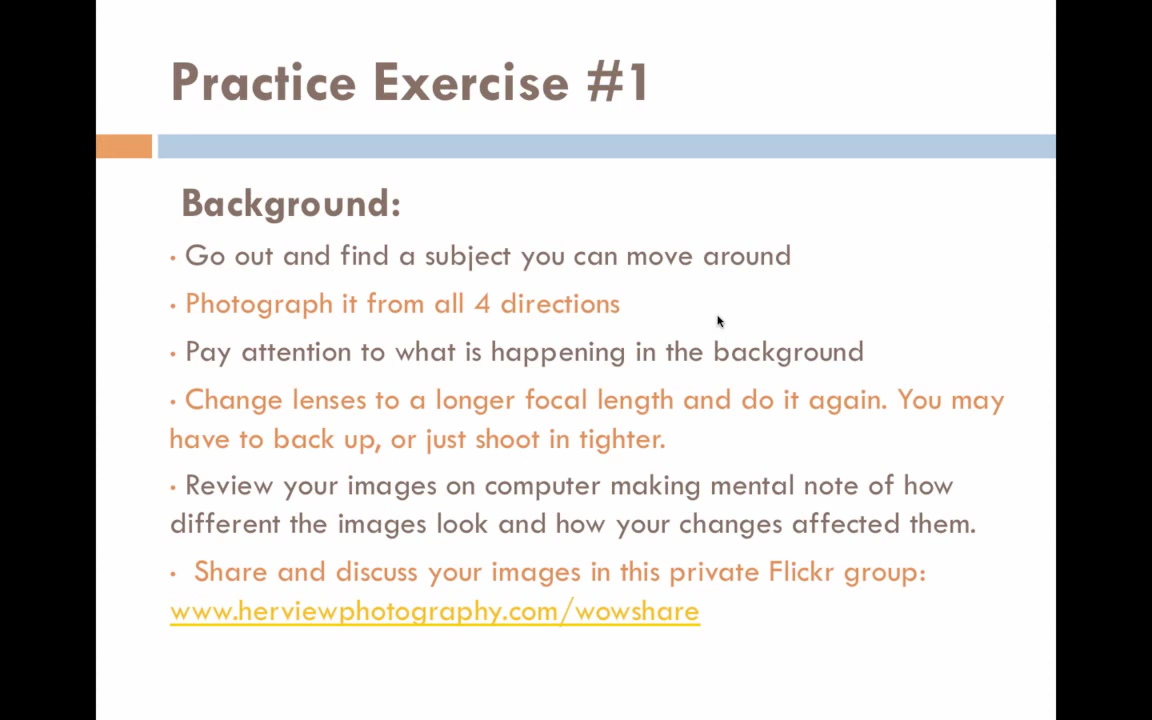 Practice Exercise #1
Background:
• Go out and find a subject you can move around
• Photograph it from all 4 directions
• Pay attention to what is happening in the background
• Change lenses to a longer focal length and do it again. You may
have to back up, or just shoot in tighter.
• Review your images on computer making mental note of how
different the images look and how your changes affected them.
• Share and discuss your images in this private Flickr group:
www.herviewphotography.com/wowshare